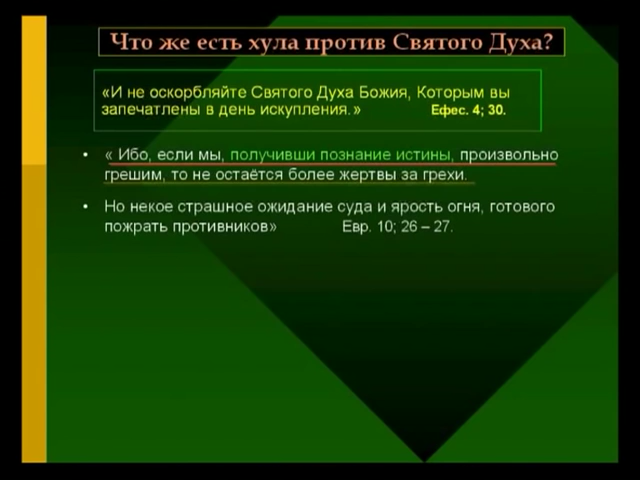 Что же есть хула против Святого Духа?
«И не оскорбляйте Святого Духа Божия, Которым вы
запечатлены в день искупления.» Ефес. 4; 30.
• « Ибо, если мы, получивши познание истины, произвольно
грешим, то не остаётся более жертвы за грехи.
• Но некое страшное ожидание суда и ярость огня, готового
пожрать противников» Евр. 10; 26 – 27.